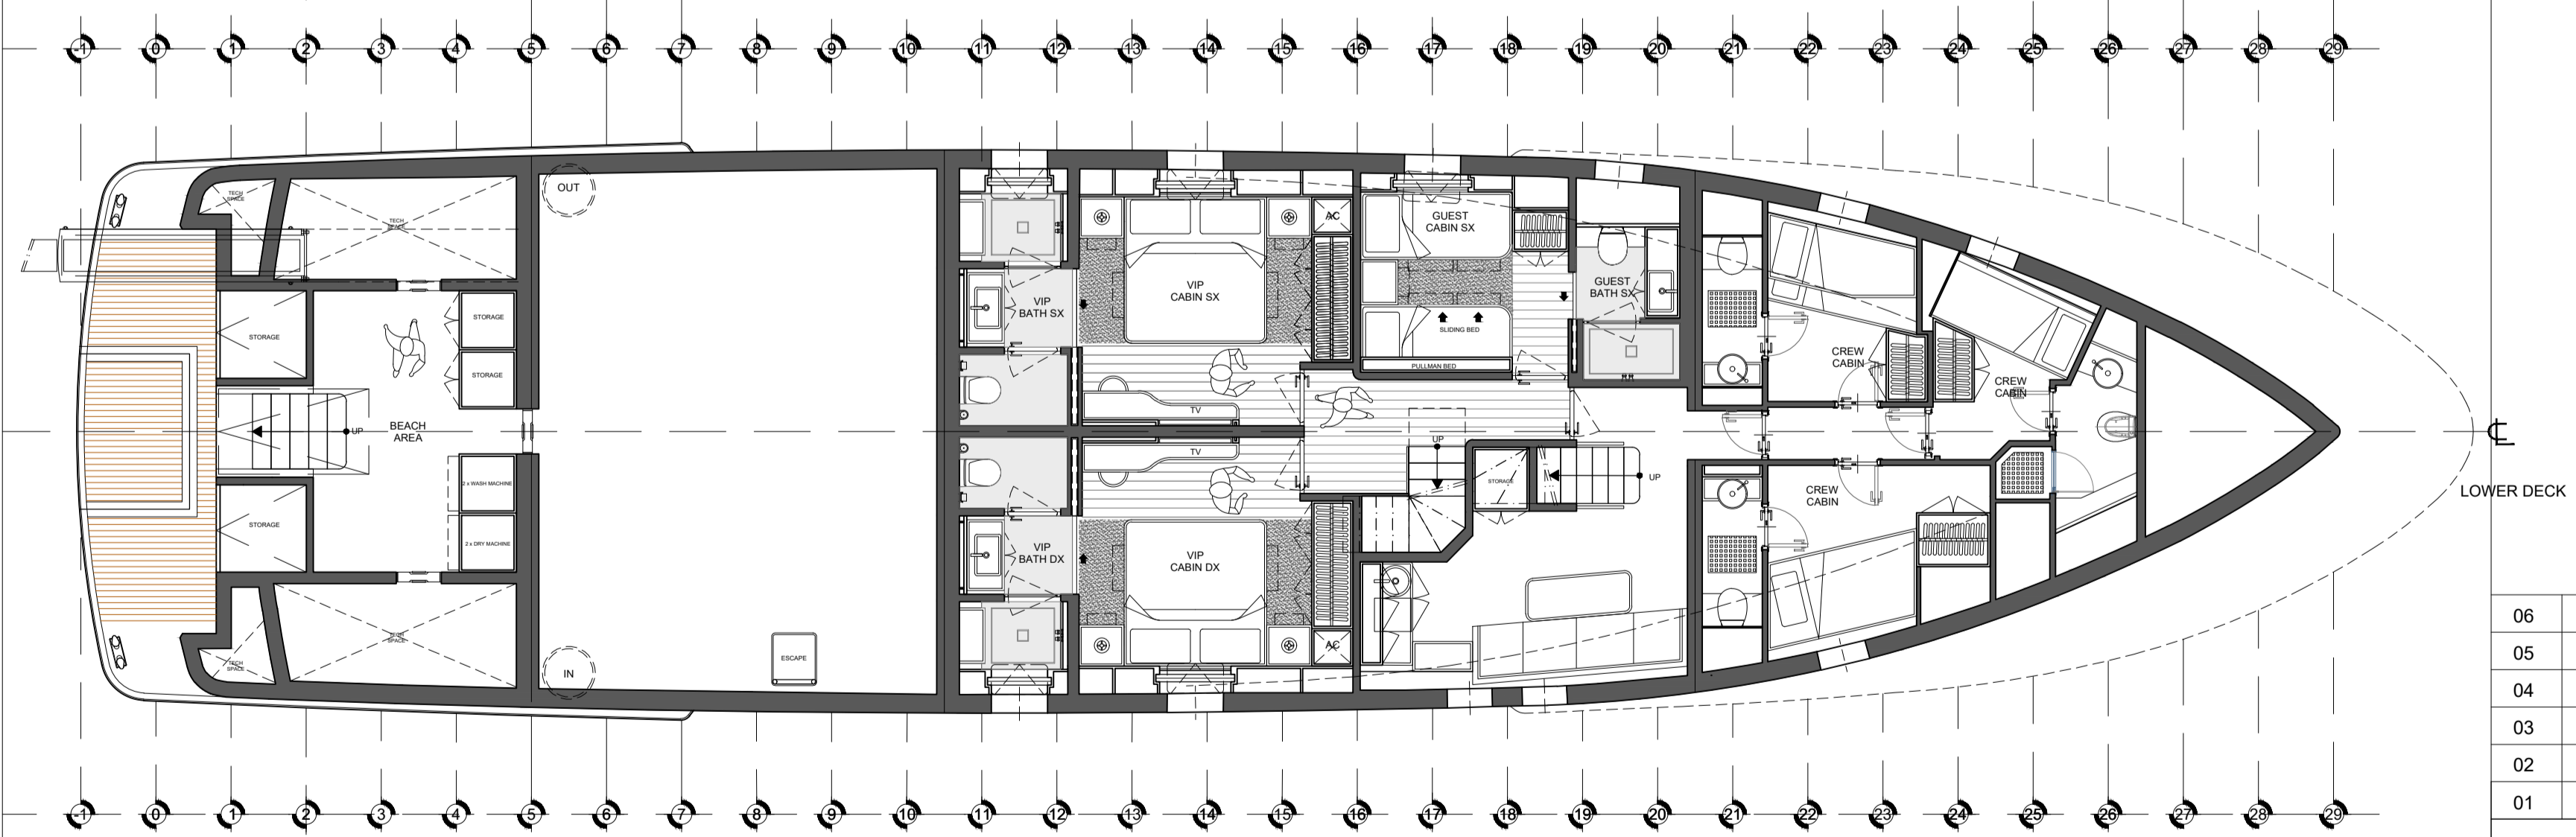 -1 0 1 2 3 4 5 6 7 8 9 10 11 12 13 14 15 16 17 18 19 20 21 22 23 24 25 26 27 28 29
OUT
TECH
SPACE
TECH
SPACE
STORAGE
STORAGE
STORAGE
UP
BEACH
AREA
STORAGE
2 x WASH MACHINE
2 x DRY MACHINE
TECH
SPACE
TECH
SPACE
IN
ESCAPE
VIP
BATH SX
VIP
CABIN SX
AC
TV
TV
VIP
BATH DX
VIP
CABIN DX
AC
GUEST
CABIN SX
SLIDING BED
PULLMAN BED
GUEST
BATH SX
UP
STORAGE
UP
CREW
CABIN
CREW
CABIN
CREW
CABIN
LOWER DECK
06
05
04
03
02
01
-1 0 1 2 3 4 5 6 7 8 9 10 11 12 13 14 15 16 17 18 19 20 21 22 23 24 25 26 27 28 29